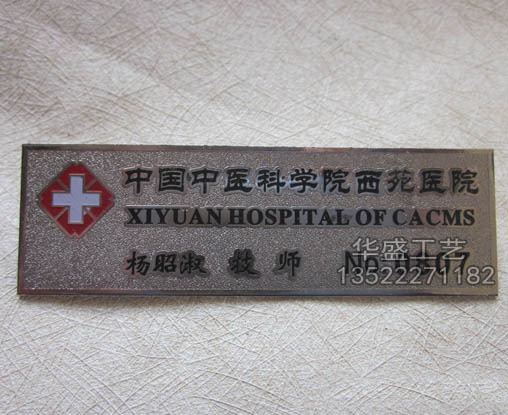 中国中医科学院西苑医院
XIYUAN HOSPITAL OF CACMS
杨昭淑 技 师
华盛工艺
13522271182